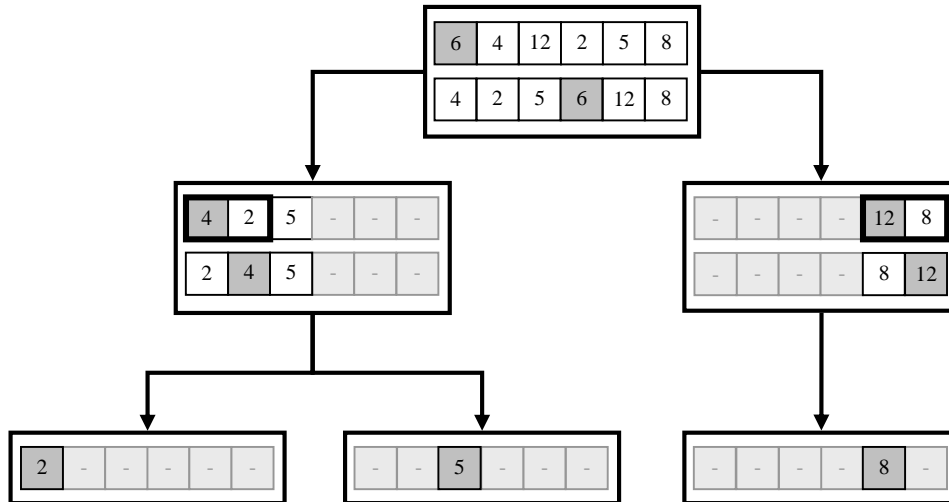 6 4 12 2 5 8
4 2 5 6 12 8
4 2 5 - - -
2 4 5 - - -
- - - - 12 8
- - - - 8 12
2 - - - - -
- - 5 - - -
- - - - 8 -